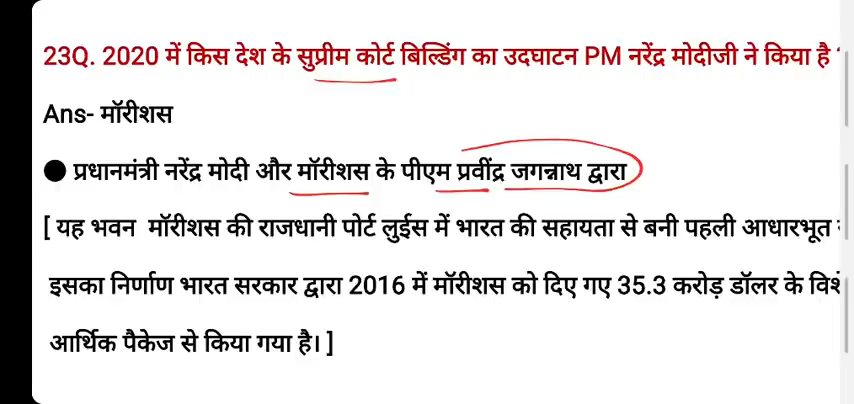 23Q. 2020 में किस देश के सुप्रीम कोर्ट बिल्डिंग का उदघाटन PM नरेंद्र मोदीजी ने किया है
Ans- मॉरीशस
● प्रधानमंत्री नरेंद्र मोदी और मॉरीशस के पीएम प्रवींद्र जगन्नाथ द्वारा
[ यह भवन मॉरीशस की राजधानी पोर्ट लुईस में भारत की सहायता से बनी पहली आधारभूत
इसका निर्णाण भारत सरकार द्वारा 2016 में मॉरीशस को दिए गए 35.3 करोड़ डॉलर के
आर्थिक पैकेज से किया गया है। ]